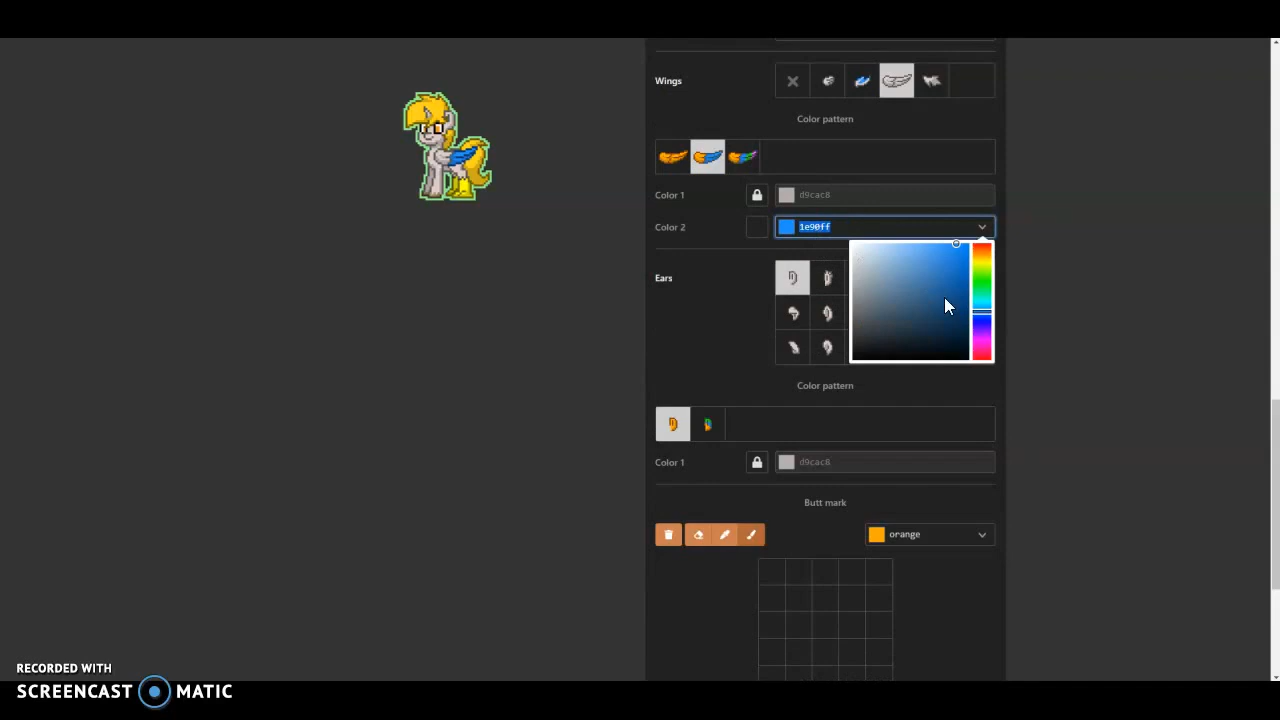 Wings
Color pattern
Color 1 d9cac8
Color 2 1e90ff
Ears
Color pattern
Color 1 d9cac8
Butt mark
orange
RECORDED WITH
SCREENCAST MATIC